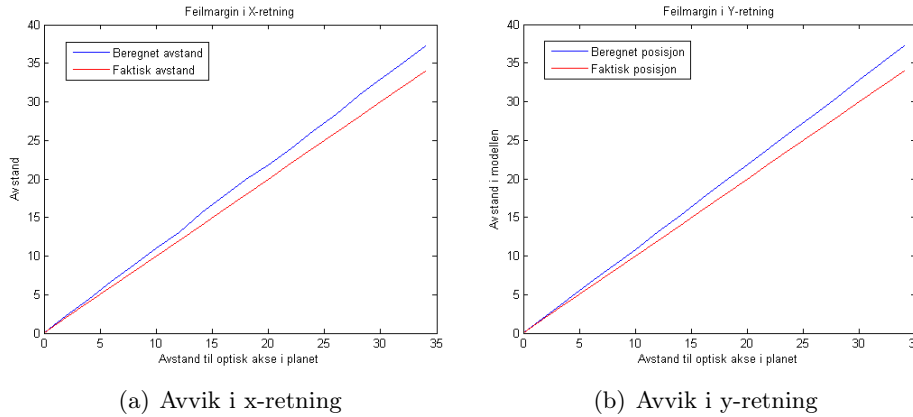 Feilmargin i X-retning
40
35
30
25
20
15
10
5
0
Avstand
Beregnet avstand
Faktisk avstand
0 5 10 15 20 25 30 35
Avstand til optisk akse i planet
(a) Avvik i x-retning
Feilmargin i Y-retning
40
35
30
25
20
15
10
5
0
Avstand i modellen
Beregnet posisjon
Faktisk posisjon
0 5 10 15 20 25 30 35
Avstand til optisk akse i planet
(b) Avvik i y-retning